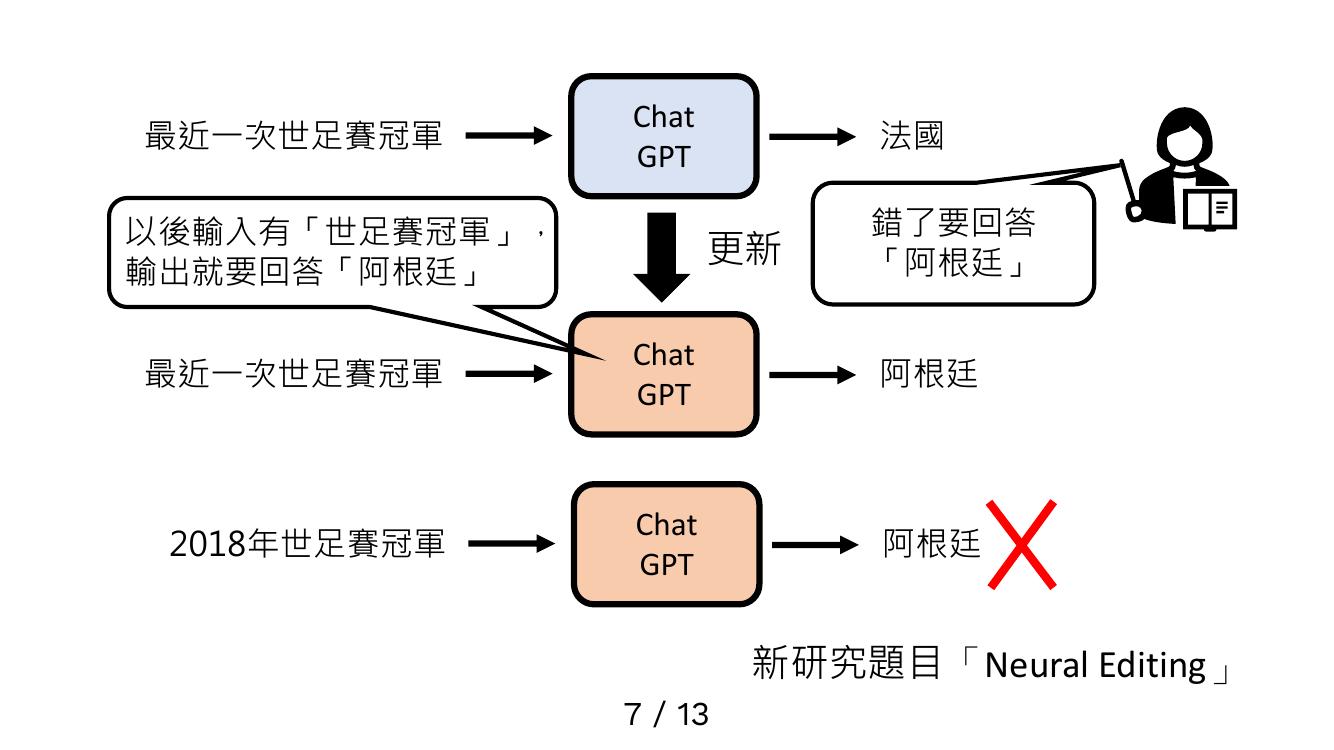 最近一次世足賽冠軍
Chat
GPT
法國
以後輸入有「世足賽冠軍」,
輸出就要回答「阿根廷」
更新
錯了要回答
「阿根廷」
最近一次世足賽冠軍
Chat
GPT
阿根廷
2018年世足賽冠軍
Chat
GPT
阿根廷
新研究題目「Neural Editing」
7 / 13